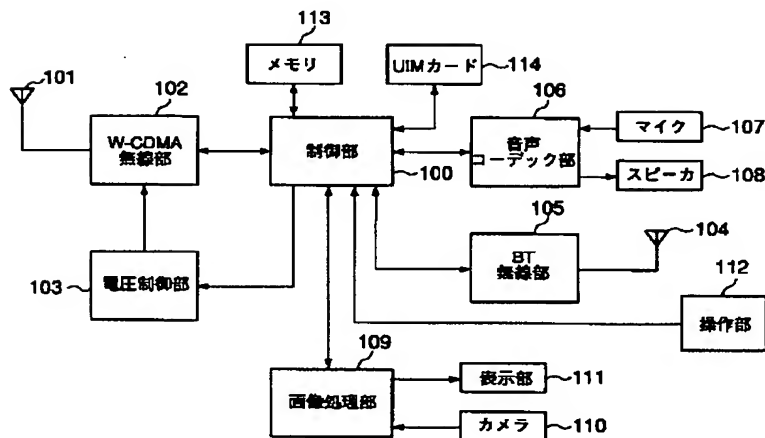 113
メモリ
UIMカード
114
101
102
W-CDMA
無線部
制御部
100
106
音声
コーデック部
マイク
107
スピーカ
108
105
BT
無線部
104
103
電圧制御部
112
操作部
109
画像処理部
表示部
111
カメラ
110